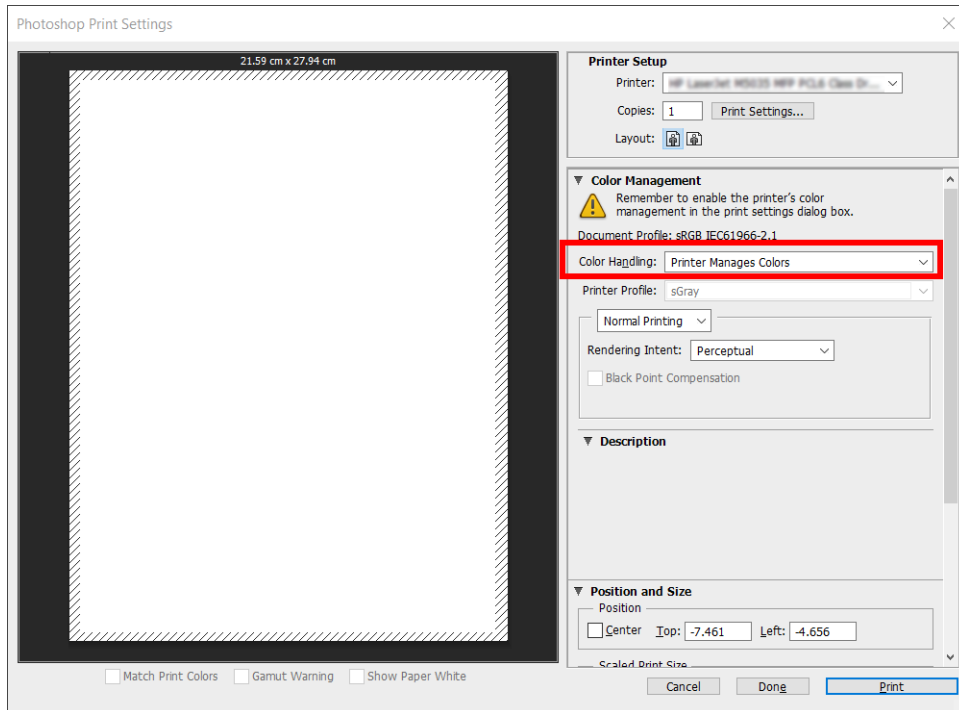 Photoshop Print Settings
21.59 cm x 27.94 cm
Printer Setup
Printer:
Copies: 1 Print Settings...
Layout:
Color Management
Remember to enable the printer's color
management in the print settings dialog box.
Document Profile: sRGB IEC61966-2.1
Color Handling: Printer Manages Colors
Printer Profile: sGray
Normal Printing
Rendering Intent: Perceptual
Black Point Compensation
Description
Position and Size
Position
Center Top: -7.461 Left: -4.656
Scaled Print Size
Match Print Colors Gamut Warning Show Paper White
Cancel Done Print